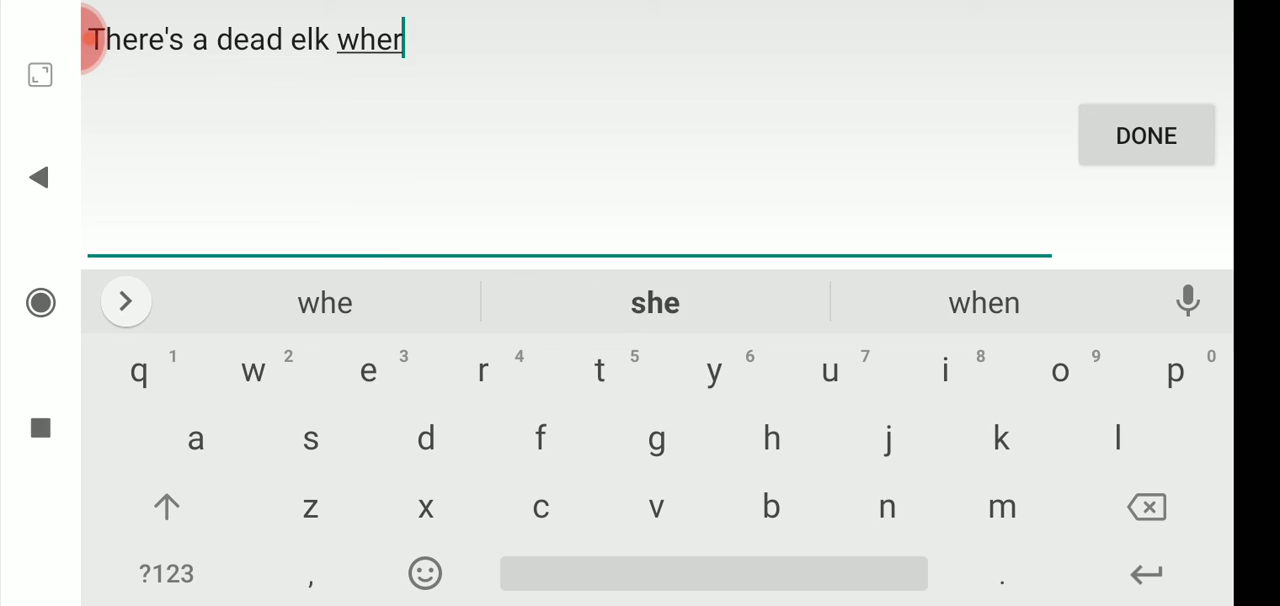 There's a dead elk wher
DONE
whe she when
q 1 w 2 e 3 r 4 t 5 y 6 u 7 i 8 o 9 p 0
a s d f g h j k l
z x c v b n m
?123 , .